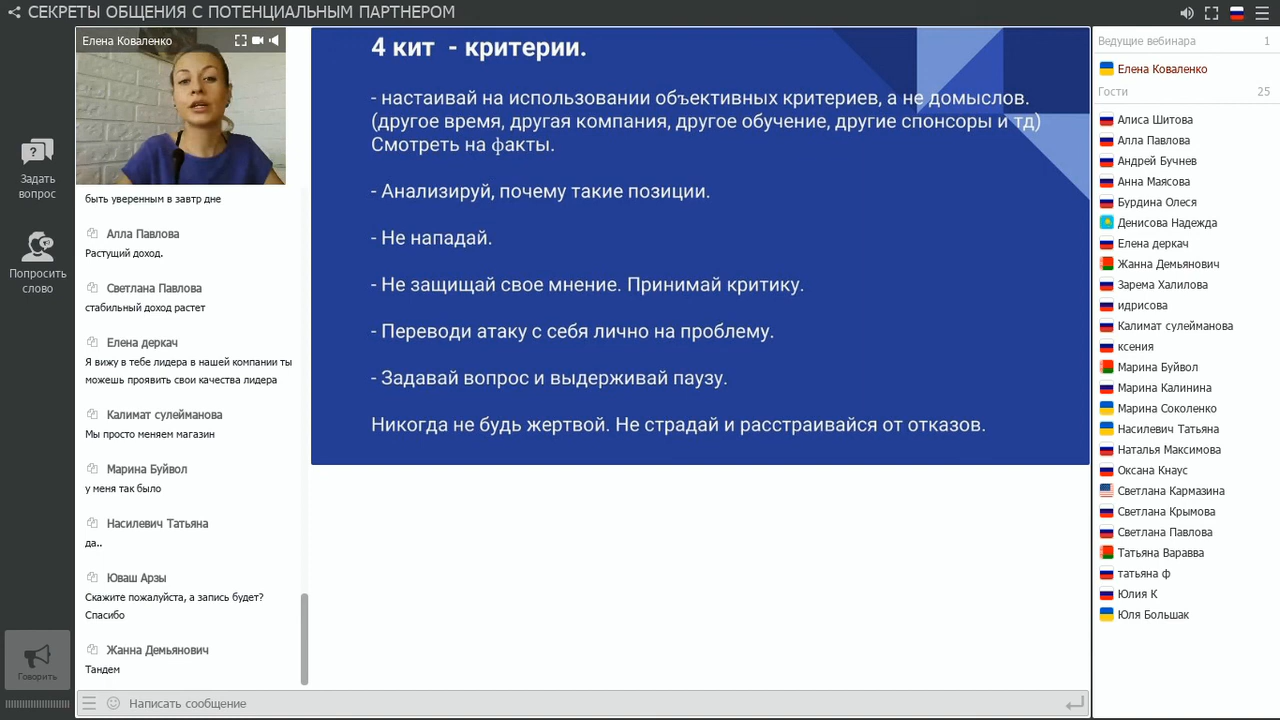 СЕКРЕТЫ ОБЩЕНИЯ С ПОТЕНЦИАЛЬНЫМ ПАРТНЕРОМ
Задать
вопрос
Попросить
слово
Говорить
Елена Коваленко
быть уверенным в завтр дне
Алла Павлова
Растущий доход.
Светлана Павлова
стабильный доход растет
Елена деркач
Я вижу в тебе лидера в нашей компании ты
можешь проявить свои качества лидера
Калимат сулейманова
Мы просто меняем магазин
Марина Буйвол
у меня так было
Насилевич Татьяна
да..
Юваш Арзы
Скажите пожалуйста, а запись будет?
Спасибо
Жанна Демьянович
Тандем
Написать сообщение
4 кит - критерии.
- настаивай на использовании объективных критериев, а не домыслов.
(другое время, другая компания, другое обучение, другие спонсоры и тд)
Смотреть на факты.
- Анализируй, почему такие позиции.
- Не нападай.
- Не защищай свое мнение. Принимай критику.
- Переводи атаку с себя лично на проблему.
- Задавай вопрос и выдерживай паузу.
Никогда не будь жертвой. Не страдай и расстраивайся от отказов.
Ведущие вебинара 1
Елена Коваленко
Гости 25
Алиса Шитова
Алла Павлова
Андрей Бучнев
Анна Маясова
Бурдина Олеся
Денисова Надежда
Елена деркач
Жанна Демьянович
Зарема Халилова
идрисова
Калимат сулейманова
ксения
Марина Буйвол
Марина Калинина
Марина Соколенко
Насилевич Татьяна
Наталья Максимова
Оксана Кнаус
Светлана Кармазина
Светлана Крымова
Светлана Павлова
Татьяна Варавва
татьяна ф
Юлия К
Юля Большак